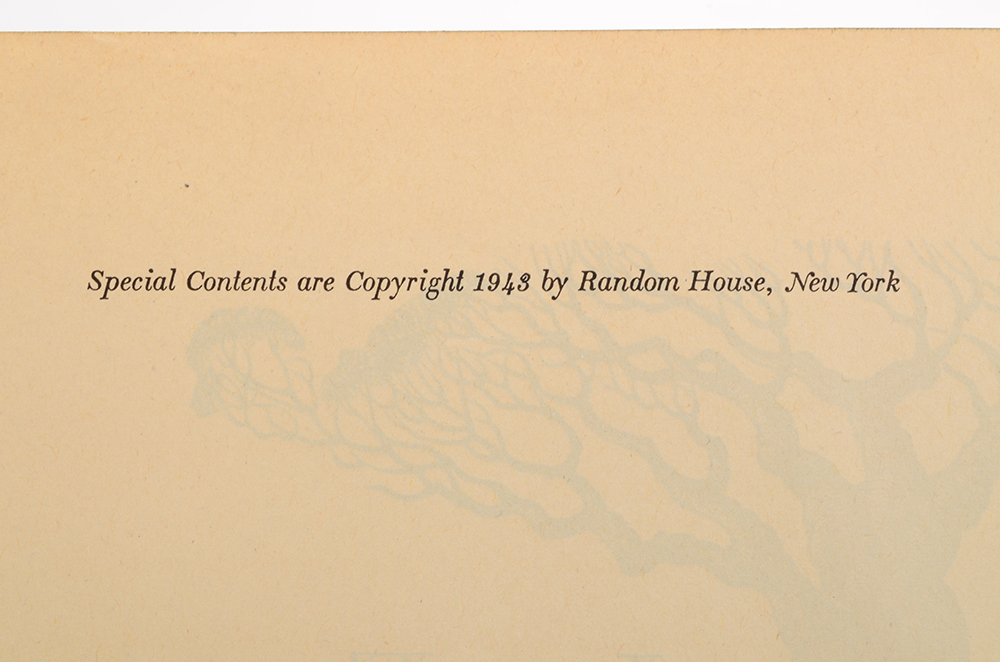 Special Contents are Copyright 1943 by Random House, New York